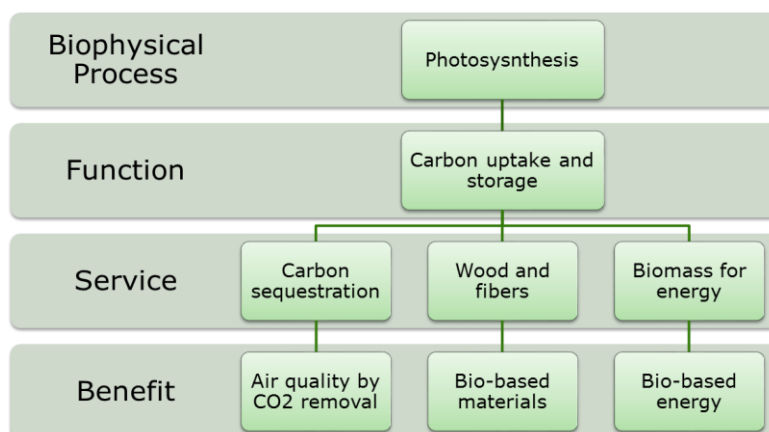 Biophysical
Process
Photosysnthesis
Function
Carbon uptake and
storage
Service
Carbon
sequestration
Wood and
fibers
Biomass for
energy
Benefit
Air quality by
CO2 removal
Bio-based
materials
Bio-based
energy